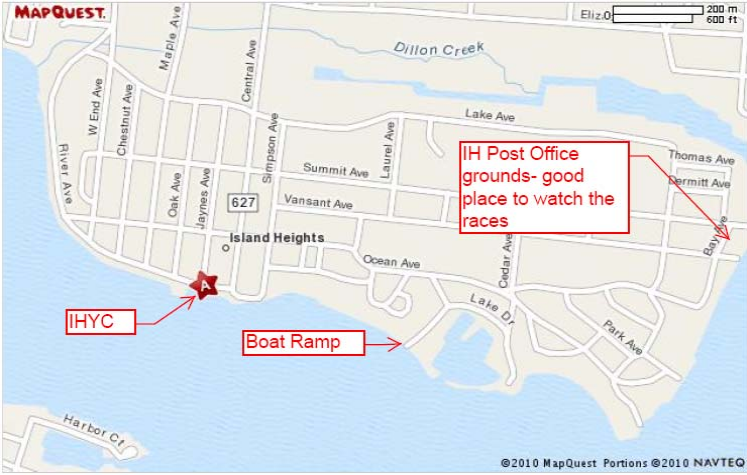 MAPQUEST.
Eliz
200 m
600 ft
Maple Ave
Dillon Creek
Central Ave
W End Ave
Chestnut Ave
Lake Ave
River Ave
Simpson Ave
Laurel Ave
IH Post Office
grounds- good
place to watch the
races
Thomas Ave
Dermitt Ave
Summit Ave
Oak Ave
Jaynes Ave
627
Vansant Ave
Island Heights
Bay Ave
Cedar Ave
Ocean Ave
A
IHYC
Boat Ramp
Lake Dr
Park Ave
Harbor Ct
©2010 MapQuest Portions ©2010 NAVTEQ